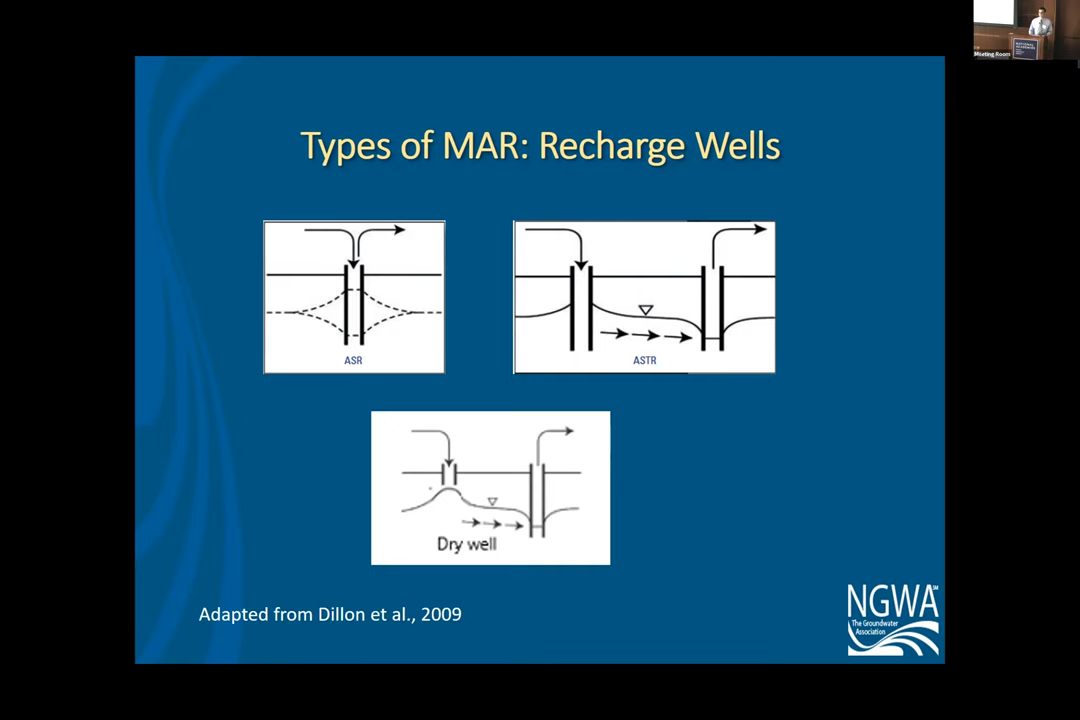 Meeting Room
Types of MAR: Recharge Wells
ASR
ASTR
Dry well
Adapted from Dillon et al., 2009
NGWA
The Groundwater
Association